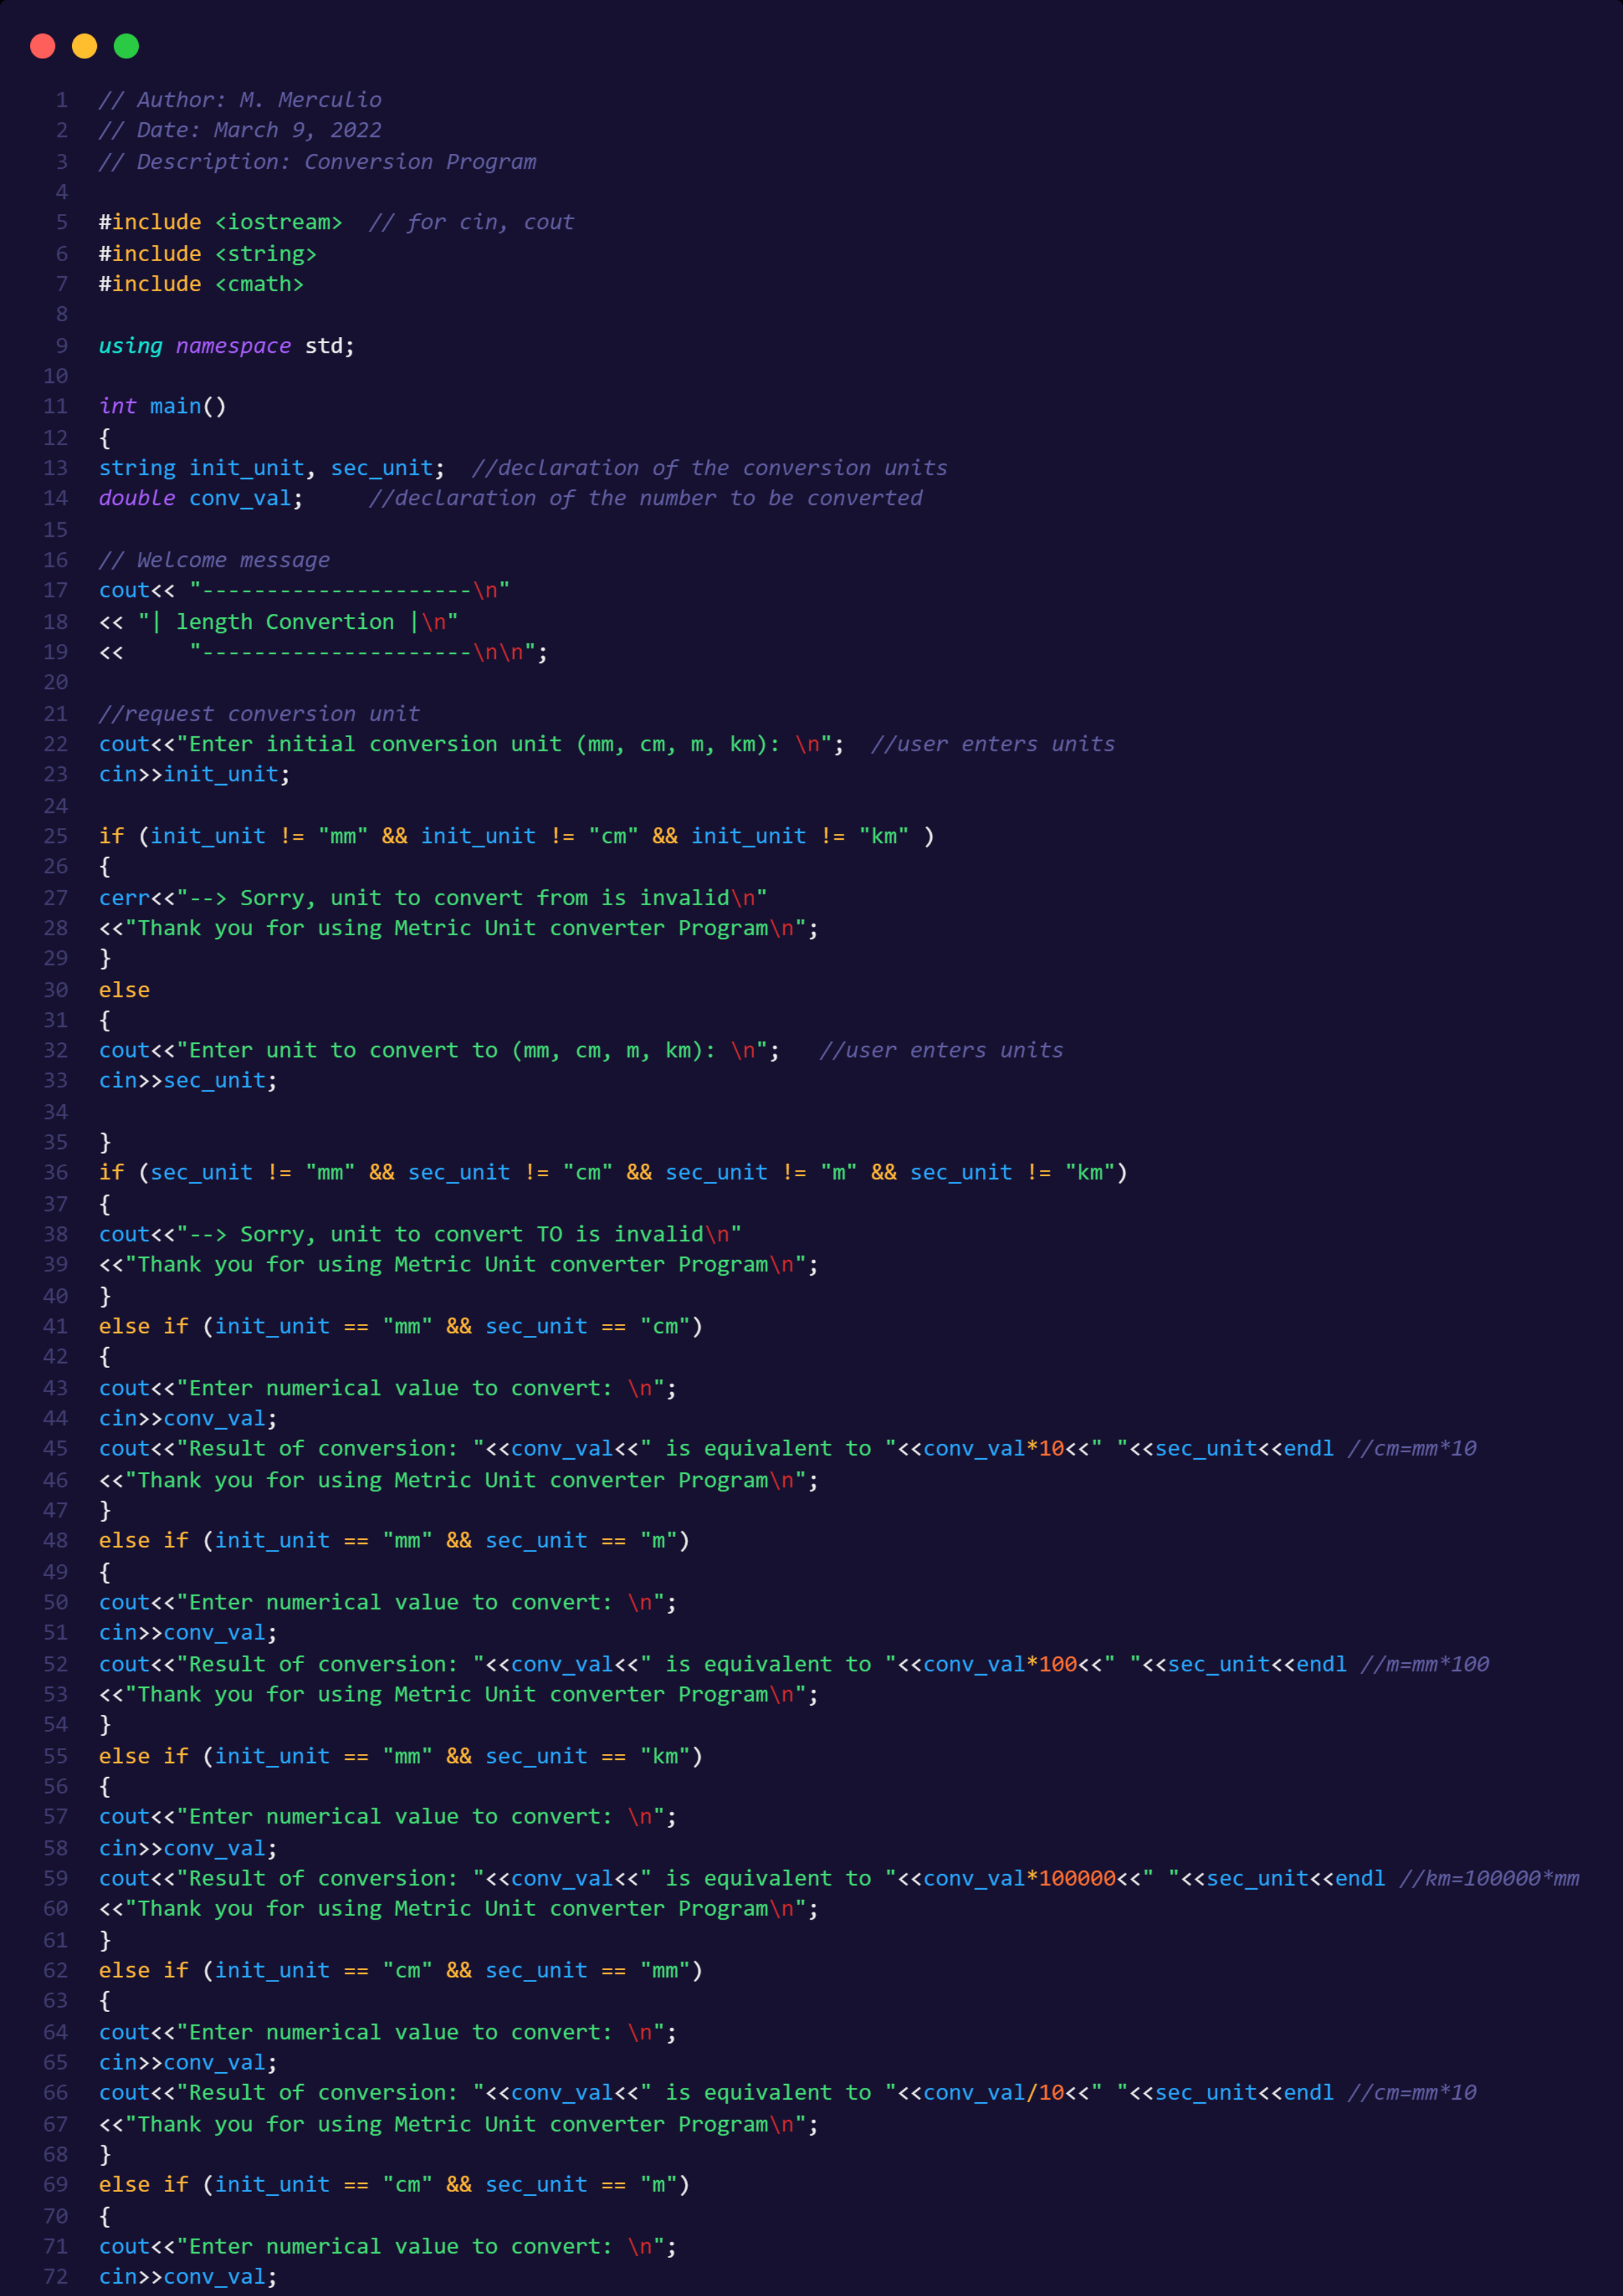 1 // Author: M. Merculio
2 // Date: March 9, 2022
3 // Description: Conversion Program
4
5 #include <iostream>  // for cin, cout
6 #include <string>
7 #include <cmath>
8
9 using namespace std;
10
11 int main()
12 {
13 string init_unit, sec_unit;  //declaration of the conversion units
14 double conv_val;     //declaration of the number to be converted
15
16 // Welcome message
17 cout<< "---------------------\n"
18 << "| length Convertion |\n"
19 <<     "---------------------\n\n";
20
21 //request conversion unit
22 cout<<"Enter initial conversion unit (mm, cm, m, km): \n";  //user enters units
23 cin>>init_unit;
24
25 if (init_unit != "mm" && init_unit != "cm" && init_unit != "km" )
26 {
27 cerr<<"--> Sorry, unit to convert from is invalid\n"
28 <<"Thank you for using Metric Unit converter Program\n";
29 }
30 else
31 {
32 cout<<"Enter unit to convert to (mm, cm, m, km): \n";   //user enters units
33 cin>>sec_unit;
34
35 }
36 if (sec_unit != "mm" && sec_unit != "cm" && sec_unit != "m" && sec_unit != "km")
37 {
38 cout<<"--> Sorry, unit to convert TO is invalid\n"
39 <<"Thank you for using Metric Unit converter Program\n";
40 }
41 else if (init_unit == "mm" && sec_unit == "cm")
42 {
43 cout<<"Enter numerical value to convert: \n";
44 cin>>conv_val;
45 cout<<"Result of conversion: "<<conv_val<<" is equivalent to "<<conv_val*10<<" "<<sec_unit<<endl //cm=mm*10
46 <<"Thank you for using Metric Unit converter Program\n";
47 }
48 else if (init_unit == "mm" && sec_unit == "m")
49 {
50 cout<<"Enter numerical value to convert: \n";
51 cin>>conv_val;
52 cout<<"Result of conversion: "<<conv_val<<" is equivalent to "<<conv_val*100<<" "<<sec_unit<<endl //m=mm*100
53 <<"Thank you for using Metric Unit converter Program\n";
54 }
55 else if (init_unit == "mm" && sec_unit == "km")
56 {
57 cout<<"Enter numerical value to convert: \n";
58 cin>>conv_val;
59 cout<<"Result of conversion: "<<conv_val<<" is equivalent to "<<conv_val*100000<<" "<<sec_unit<<endl //km=100000*mm
60 <<"Thank you for using Metric Unit converter Program\n";
61 }
62 else if (init_unit == "cm" && sec_unit == "mm")
63 {
64 cout<<"Enter numerical value to convert: \n";
65 cin>>conv_val;
66 cout<<"Result of conversion: "<<conv_val<<" is equivalent to "<<conv_val/10<<" "<<sec_unit<<endl //cm=mm*10
67 <<"Thank you for using Metric Unit converter Program\n";
68 }
69 else if (init_unit == "cm" && sec_unit == "m")
70 {
71 cout<<"Enter numerical value to convert: \n";
72 cin>>conv_val;